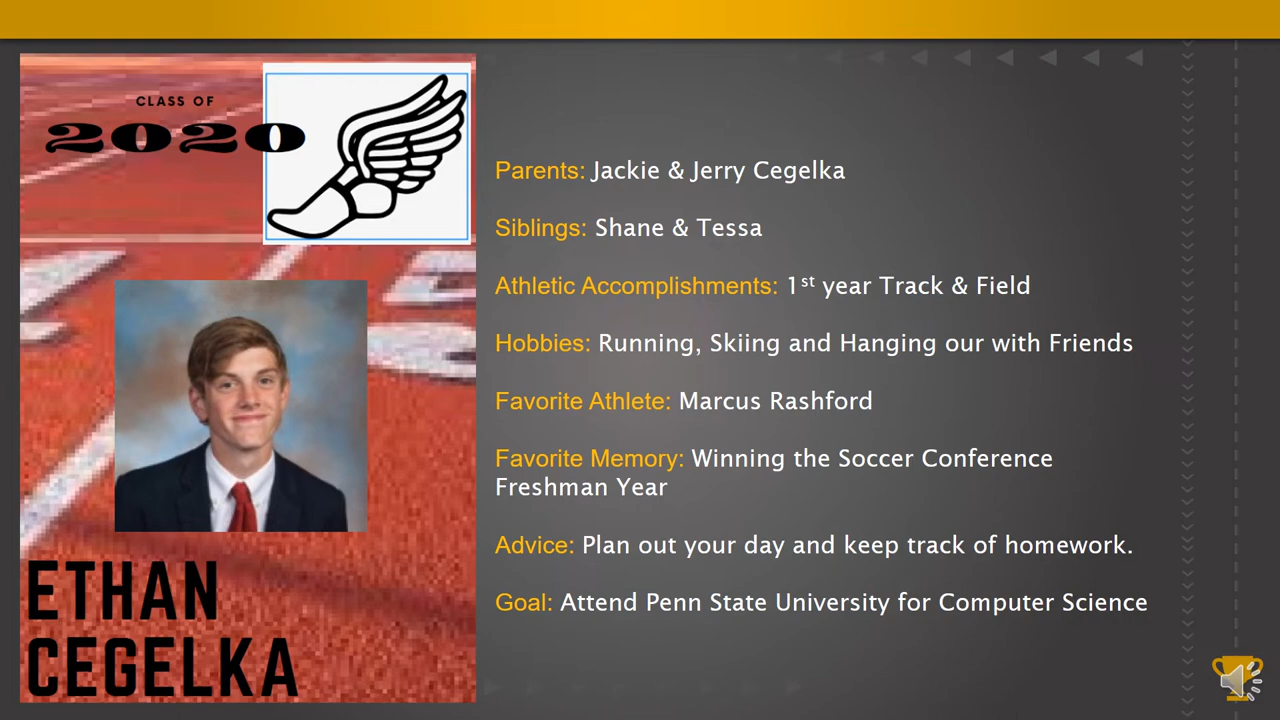 CLASS OF
2020
ETHAN
CEGELKA
Parents: Jackie & Jerry Cegelka
Siblings: Shane & Tessa
Athletic Accomplishments: 1st year Track & Field
Hobbies: Running, Skiing and Hanging our with Friends
Favorite Athlete: Marcus Rashford
Favorite Memory: Winning the Soccer Conference
Freshman Year
Advice: Plan out your day and keep track of homework.
Goal: Attend Penn State University for Computer Science